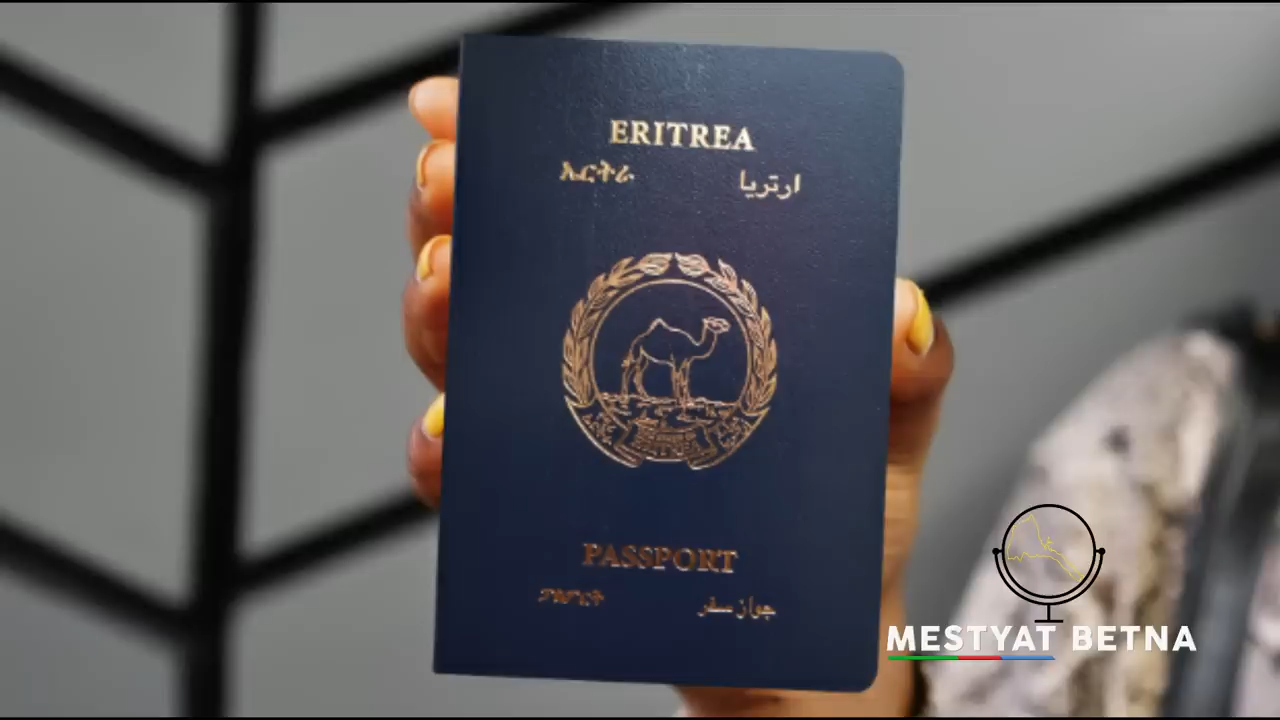 ERITREA
ኤርትራ ارتريا
PASSPORT
ፓስፖርት جواز سفر
MESTYAT BETNA